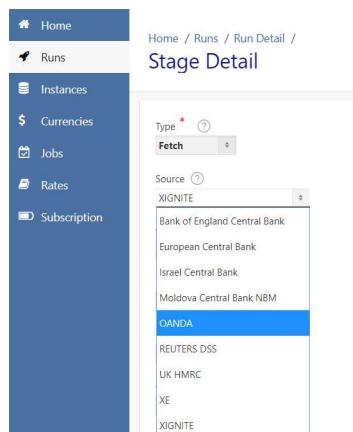 Home
Runs
Instances
$ Currencies
Jobs
Rates
Subscription
Home / Runs / Run Detail /
Stage Detail
Type * ?
Fetch
Source ?
XIGNITE
Bank of England Central Bank
European Central Bank
Israel Central Bank
Moldova Central Bank NBM
OANDA
REUTERS DSS
UK HMRC
XE
XIGNITE